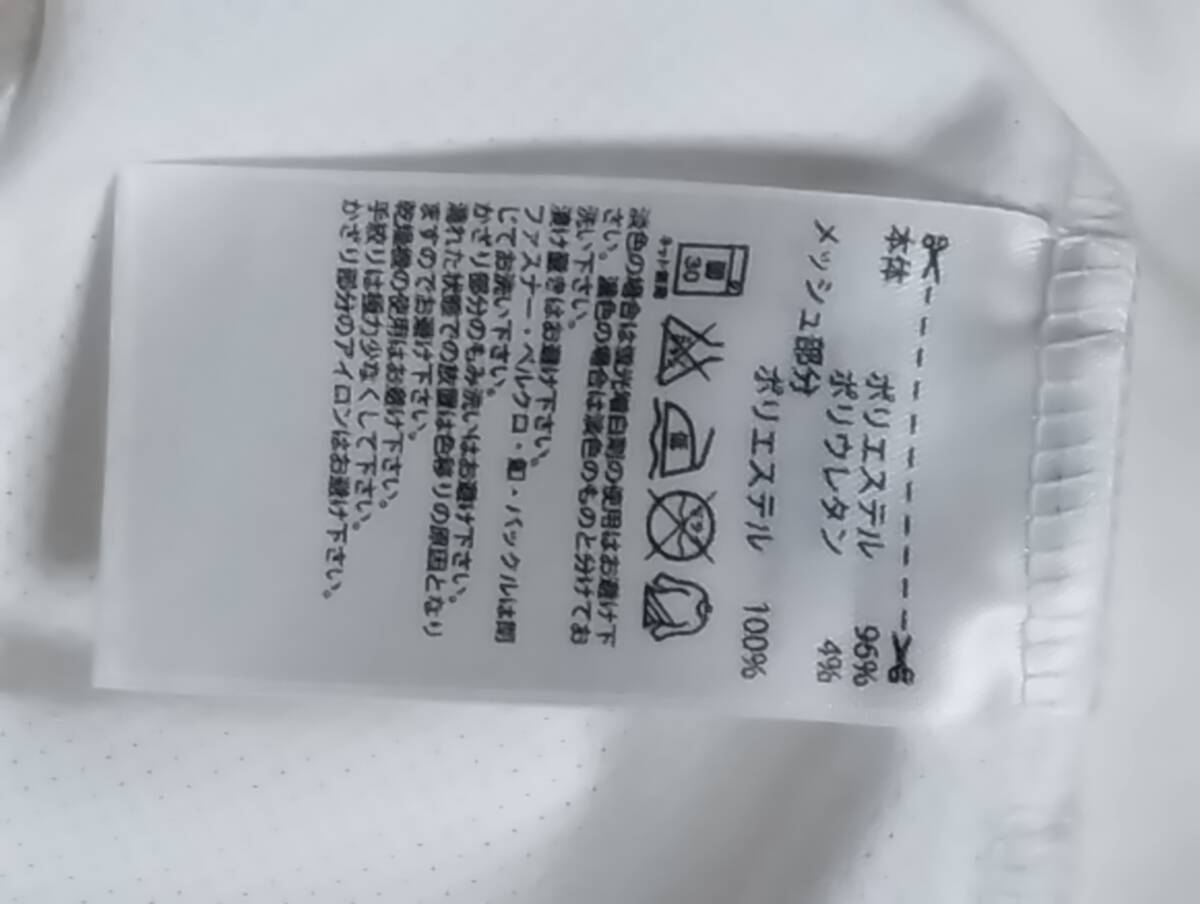 本体
ポリエステル 96%
ポリウレタン 4%
メッシュ部分
ポリエステル 100%
30
淡色の場合は蛍光増白剤の使用はお避け下
さい。濃色の場合は淡色のものと分けてお
洗い下さい。
漬け置きはお避け下さい。
ファスナー・ベルクロ・釦・バックルは閉
じてお洗い下さい。
かざり部分のもみ洗いはお避け下さい。
濡れた状態での放置は色移りの原因となり
ますのでお避け下さい。
乾燥機の使用はお避け下さい。
手絞りは極力少なくして下さい。
かざり部分のアイロンはお避け下さい。